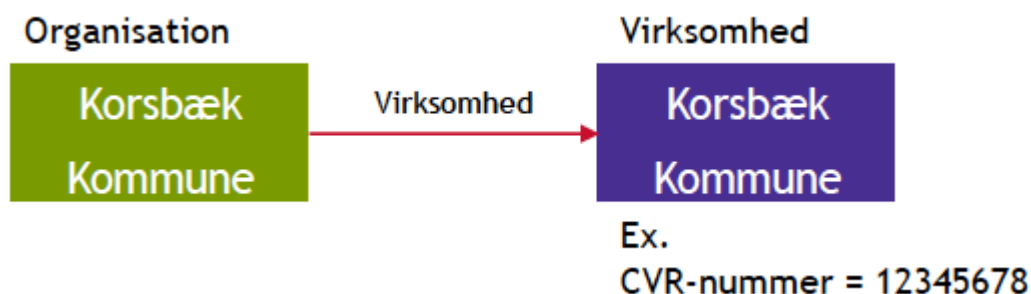 Organisation
Korsbæk
Kommune
Virksomhed
Virksomhed
Korsbæk
Kommune
Ex.
CVR-nummer = 12345678